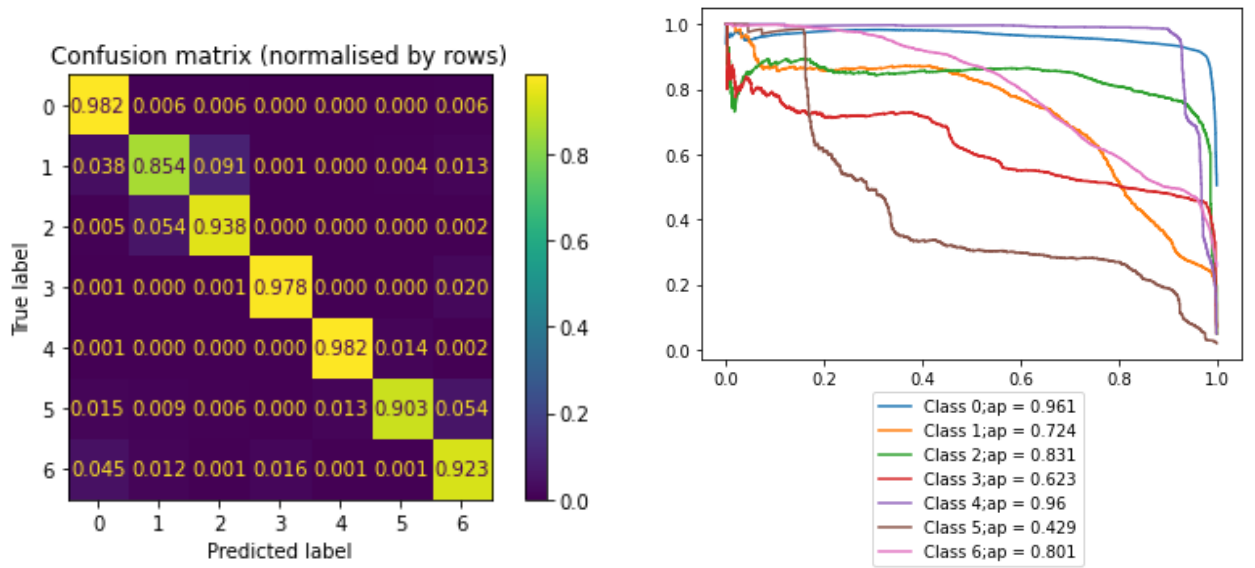 Confusion matrix (normalised by rows)
True label
0 0.982 0.006 0.006 0.000 0.000 0.000 0.006
1 0.038 0.854 0.091 0.001 0.000 0.004 0.013
2 0.005 0.054 0.938 0.000 0.000 0.000 0.002
3 0.001 0.000 0.001 0.978 0.000 0.000 0.020
4 0.001 0.000 0.000 0.000 0.982 0.014 0.002
5 0.015 0.009 0.006 0.000 0.013 0.903 0.054
6 0.045 0.012 0.001 0.016 0.001 0.001 0.923
0 1 2 3 4 5 6
Predicted label
0.8
0.6
0.4
0.2
0.0
1.0
0.8
0.6
0.4
0.2
0.0
0.0 0.2 0.4 0.6 0.8 1.0
Class 0;ap = 0.961
Class 1;ap = 0.724
Class 2;ap = 0.831
Class 3;ap = 0.623
Class 4;ap = 0.96
Class 5;ap = 0.429
Class 6;ap = 0.801